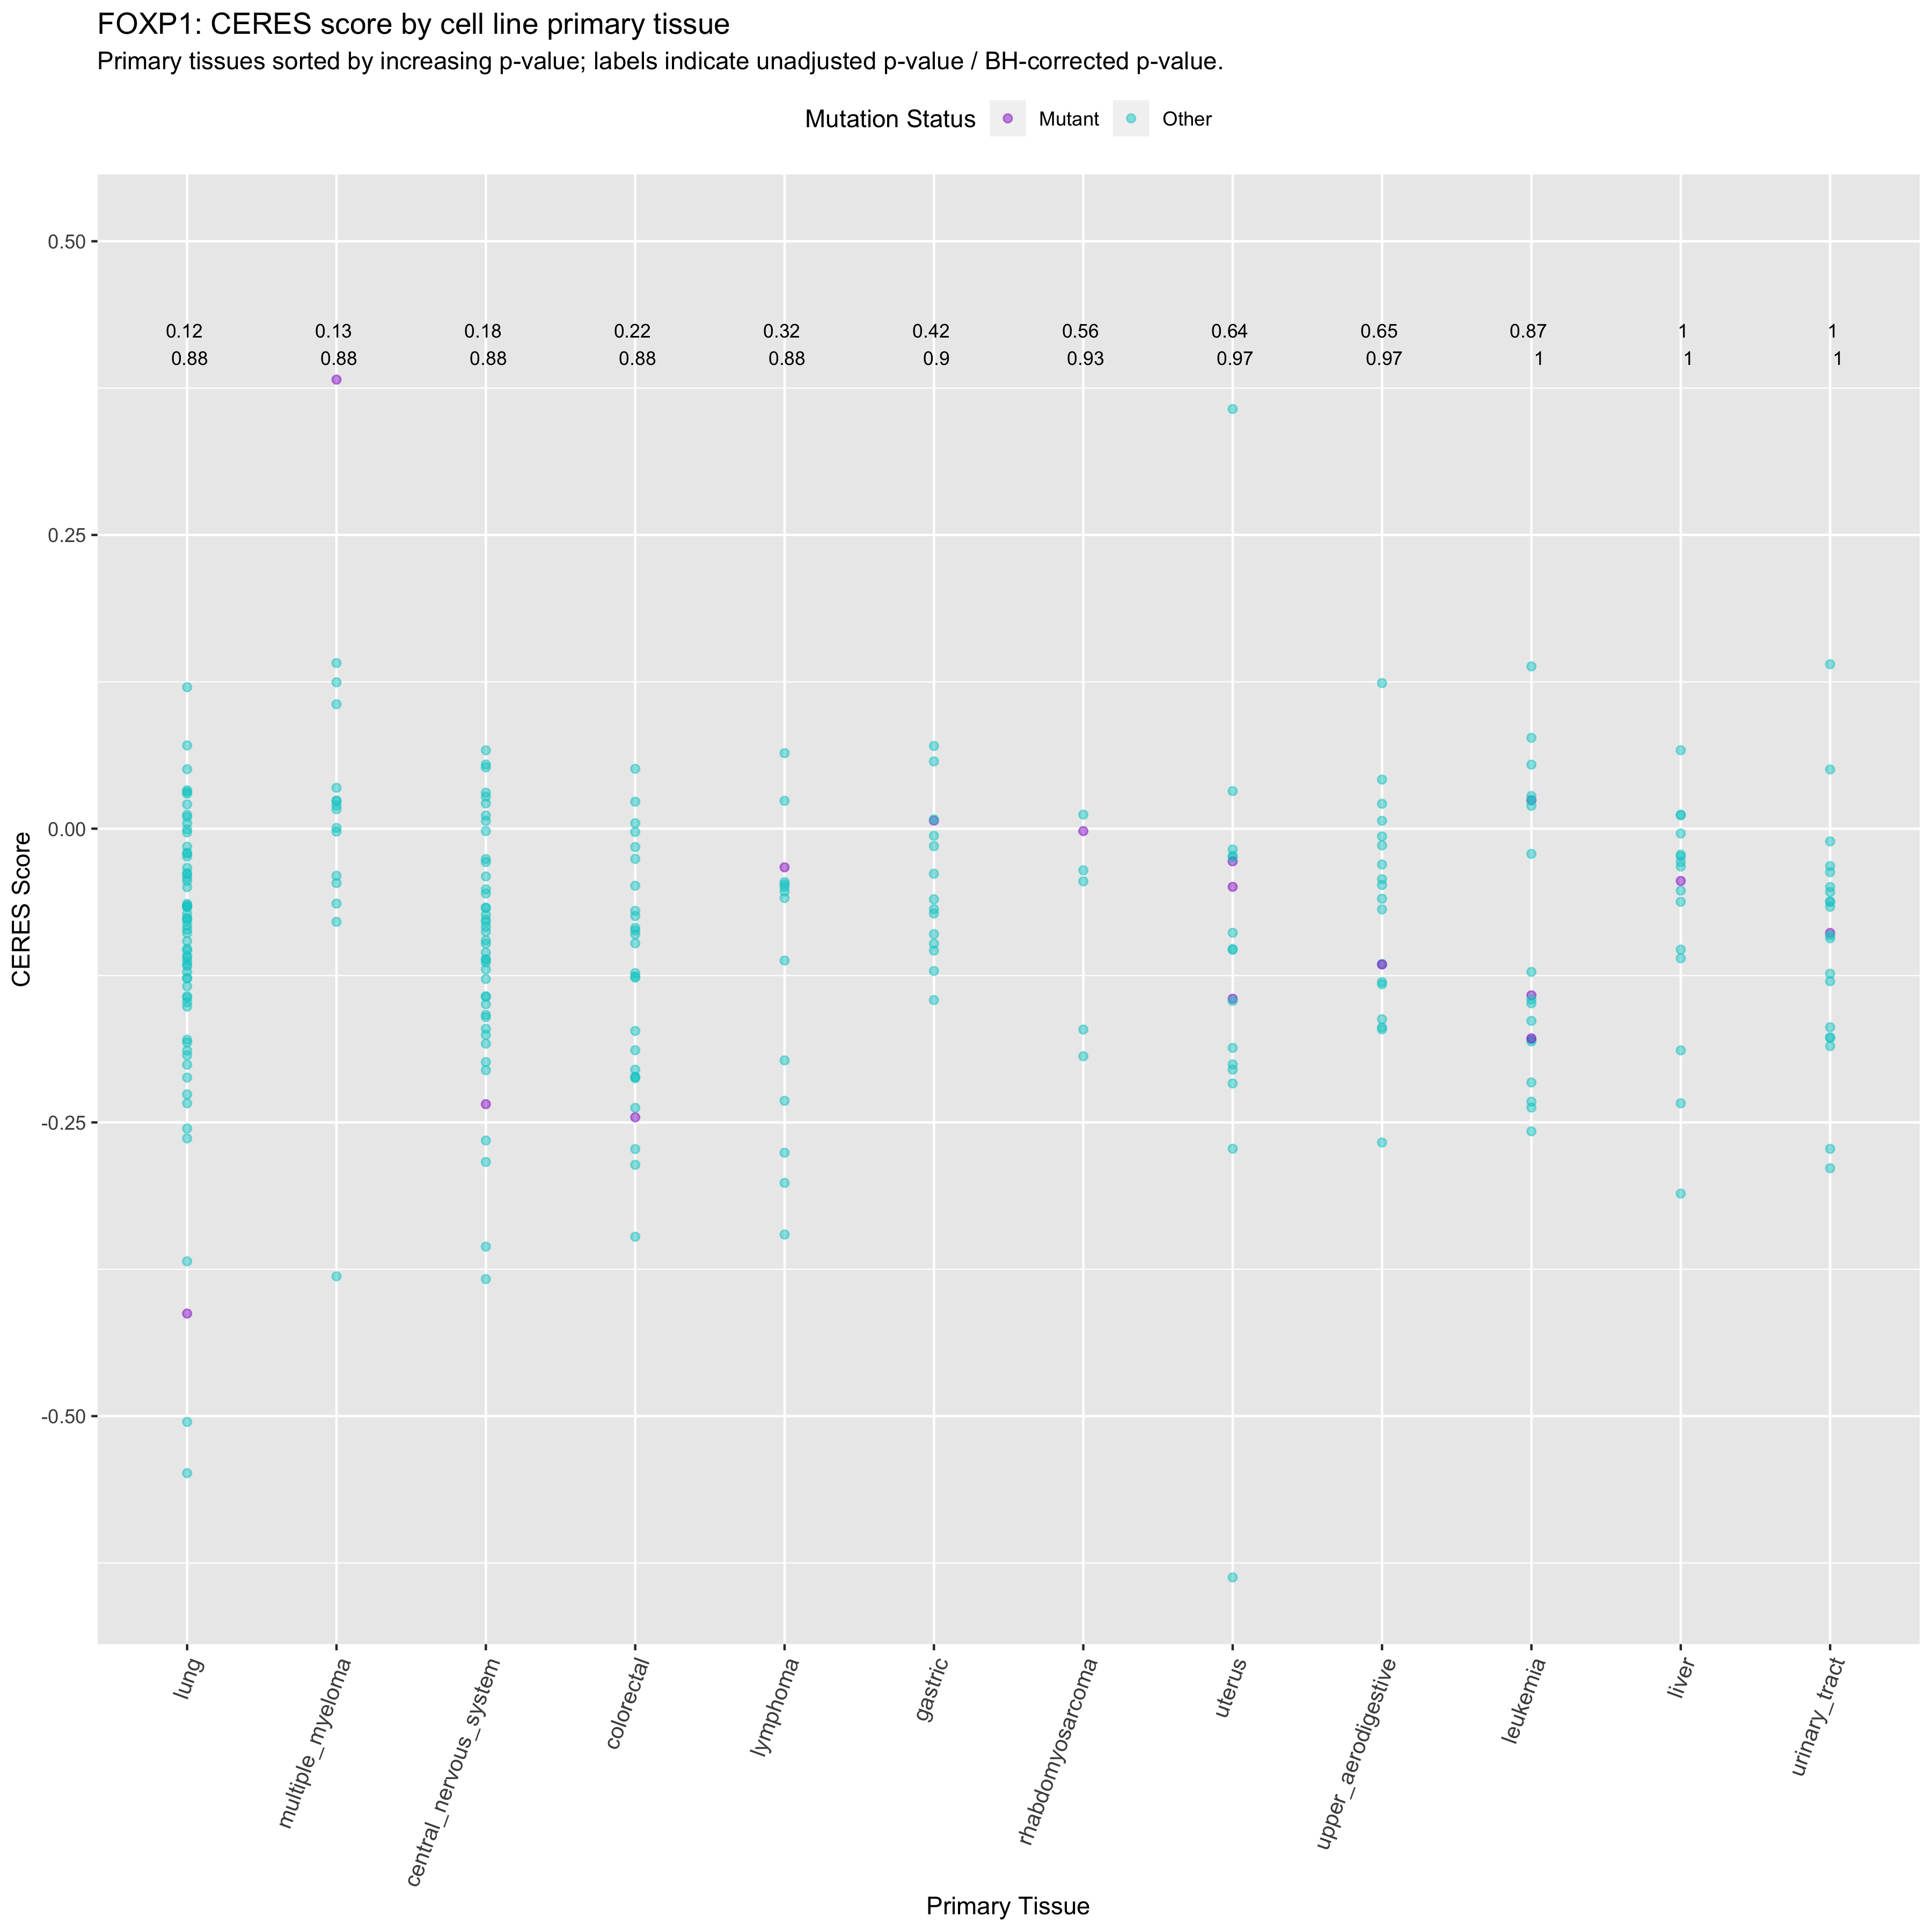 FOXP1: CERES score by cell line primary tissue
Primary tissues sorted by increasing p-value; labels indicate unadjusted p-value / BH-corrected p-value.
Mutation Status Mutant Other
0.50
0.12 0.13 0.18 0.22 0.32 0.42 0.56 0.64 0.65 0.87 1 1
0.88 0.88 0.88 0.88 0.88 0.9 0.93 0.97 0.97 1 1 1
0.25
0.00
CERES Score
-0.25
-0.50
lung multiple_myeloma central_nervous_system colorectal lymphoma gastric rhabdomyosarcoma uterus upper_aerodigestive leukemia liver urinary_tract
Primary Tissue